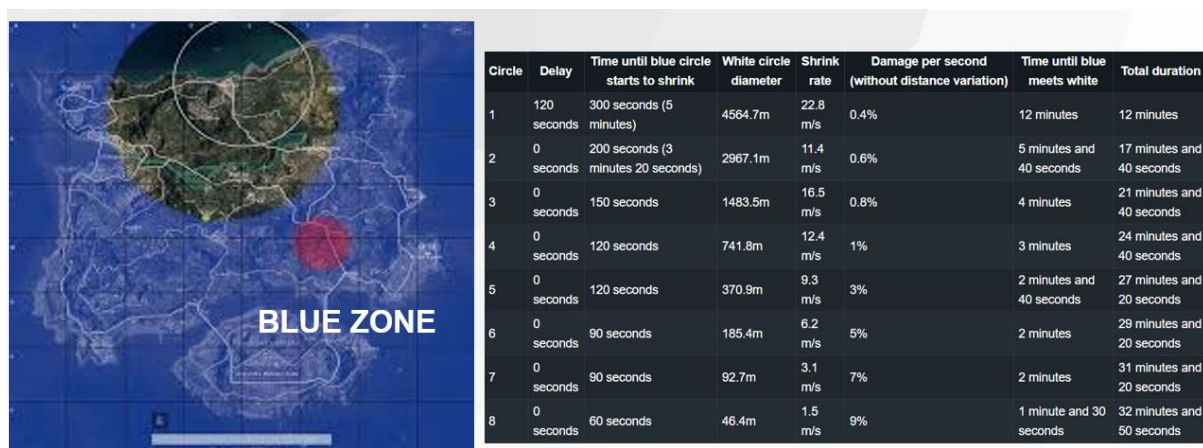 BLUE ZONE
Circle Delay Time until blue circle starts to shrink White circle diameter Shrink rate Damage per second (without distance variation) Time until blue meets white Total duration
1 120 seconds 300 seconds (5 minutes) 4564.7m 22.8 m/s 0.4% 12 minutes 12 minutes
2 0 seconds 200 seconds (3 minutes 20 seconds) 2967.1m 11.4 m/s 0.6% 5 minutes and 40 seconds 17 minutes and 40 seconds
3 0 seconds 150 seconds 1483.5m 16.5 m/s 0.8% 4 minutes 21 minutes and 40 seconds
4 0 seconds 120 seconds 741.8m 12.4 m/s 1% 3 minutes 24 minutes and 40 seconds
5 0 seconds 120 seconds 370.9m 9.3 m/s 3% 2 minutes and 40 seconds 27 minutes and 20 seconds
6 0 seconds 90 seconds 185.4m 6.2 m/s 5% 2 minutes 29 minutes and 20 seconds
7 0 seconds 90 seconds 92.7m 3.1 m/s 7% 2 minutes 31 minutes and 20 seconds
8 0 seconds 60 seconds 46.4m 1.5 m/s 9% 1 minute and 30 seconds 32 minutes and 50 seconds